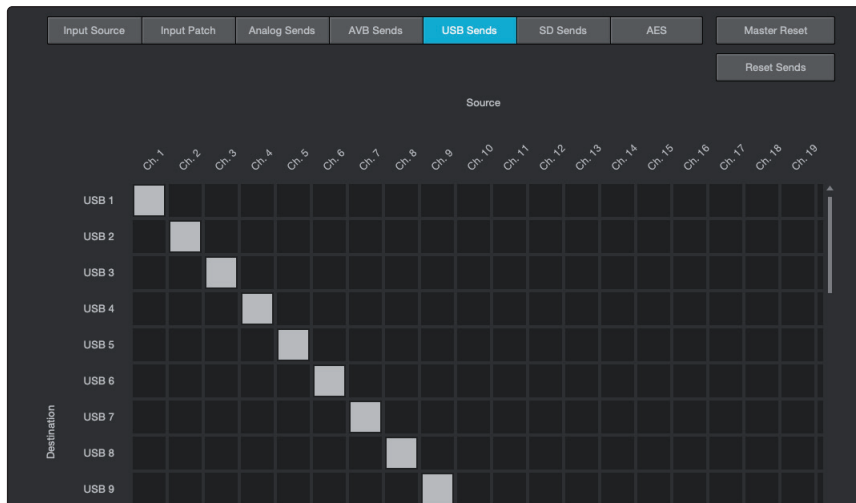 Input Source Input Patch Analog Sends AVB Sends USB Sends SD Sends AES Master Reset
Reset Sends
Source
Ch. 1 Ch. 2 Ch. 3 Ch. 4 Ch. 5 Ch. 6 Ch. 7 Ch. 8 Ch. 9 Ch. 10 Ch. 11 Ch. 12 Ch. 13 Ch. 14 Ch. 15 Ch. 16 Ch. 17 Ch. 18 Ch. 19
USB 1
USB 2
USB 3
USB 4
USB 5
USB 6
USB 7
USB 8
USB 9
Destination